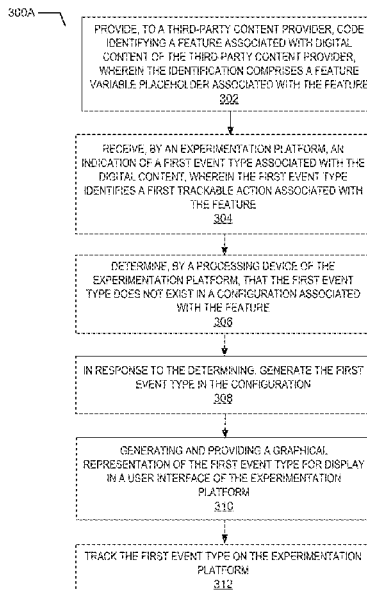 300A
PROVIDE, TO A THIRD-PARTY CONTENT PROVIDER, CODE
IDENTIFYING A FEATURE ASSOCIATED WITH DIGITAL
CONTENT OF THE THIRD-PARTY CONTENT PROVIDER,
WHEREIN THE IDENTIFICATION COMPRISES A FEATURE
VARIABLE PLACEHOLDER ASSOCIATED WITH THE FEATURE
302
RECEIVE, BY AN EXPERIMENTATION PLATFORM, AN
INDICATION OF A FIRST EVENT TYPE ASSOCIATED WITH THE
DIGITAL CONTENT, WHEREIN THE FIRST EVENT TYPE
IDENTIFIES A FIRST TRACKABLE ACTION ASSOCIATED WITH
THE FEATURE
304
DETERMINE, BY A PROCESSING DEVICE OF THE
EXPERIMENTATION PLATFORM, THAT THE FIRST EVENT
TYPE DOES NOT EXIST IN A CONFIGURATION ASSOCIATED
WITH THE FEATURE
306
IN RESPONSE TO THE DETERMINING, GENERATE THE FIRST
EVENT TYPE IN THE CONFIGURATION
308
GENERATING AND PROVIDING A GRAPHICAL
REPRESENTATION OF THE FIRST EVENT TYPE FOR DISPLAY
IN A USER INTERFACE OF THE EXPERIMENTATION
PLATFORM
310
TRACK THE FIRST EVENT TYPE ON THE EXPERIMENTATION
PLATFORM
312